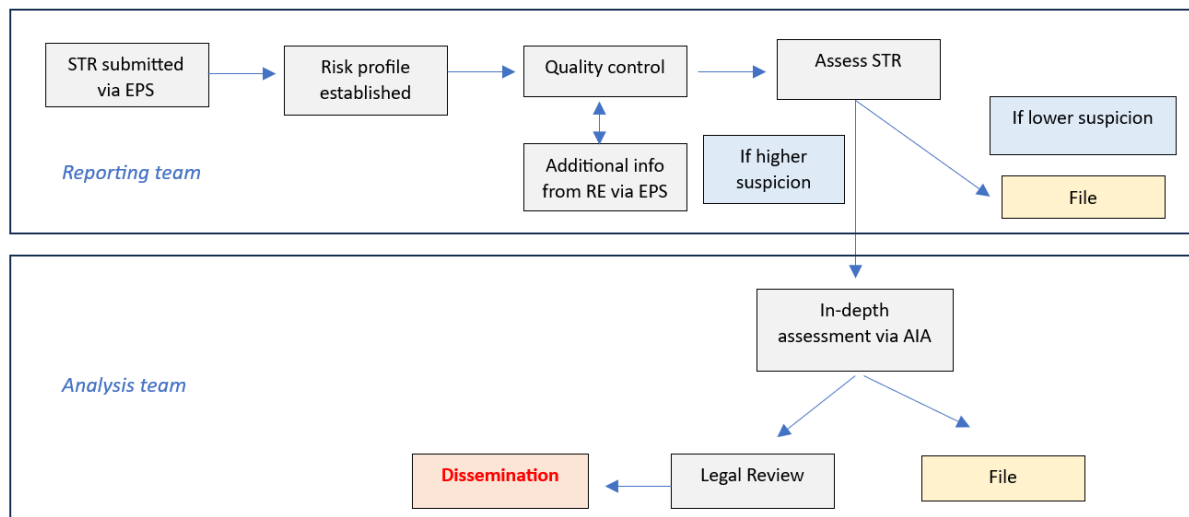 STR submitted
via EPS
Risk profile
established
Quality control
Assess STR
If lower suspicion
Reporting team
Additional info
from RE via EPS
If higher
suspicion
File
In-depth
assessment via AIA
Analysis team
Dissemination
Legal Review
File